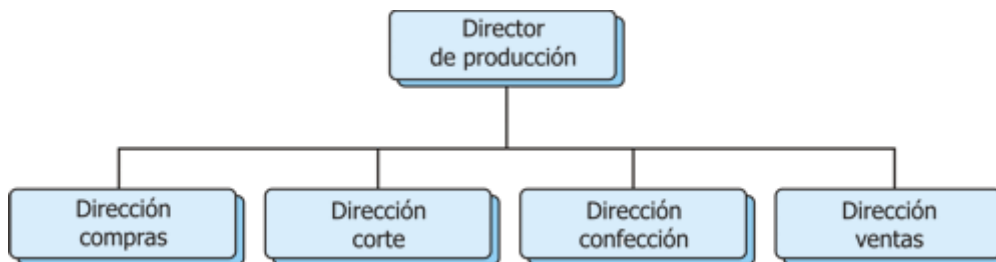 Director
de producción
Dirección
compras
Dirección
corte
Dirección
confección
Dirección
ventas